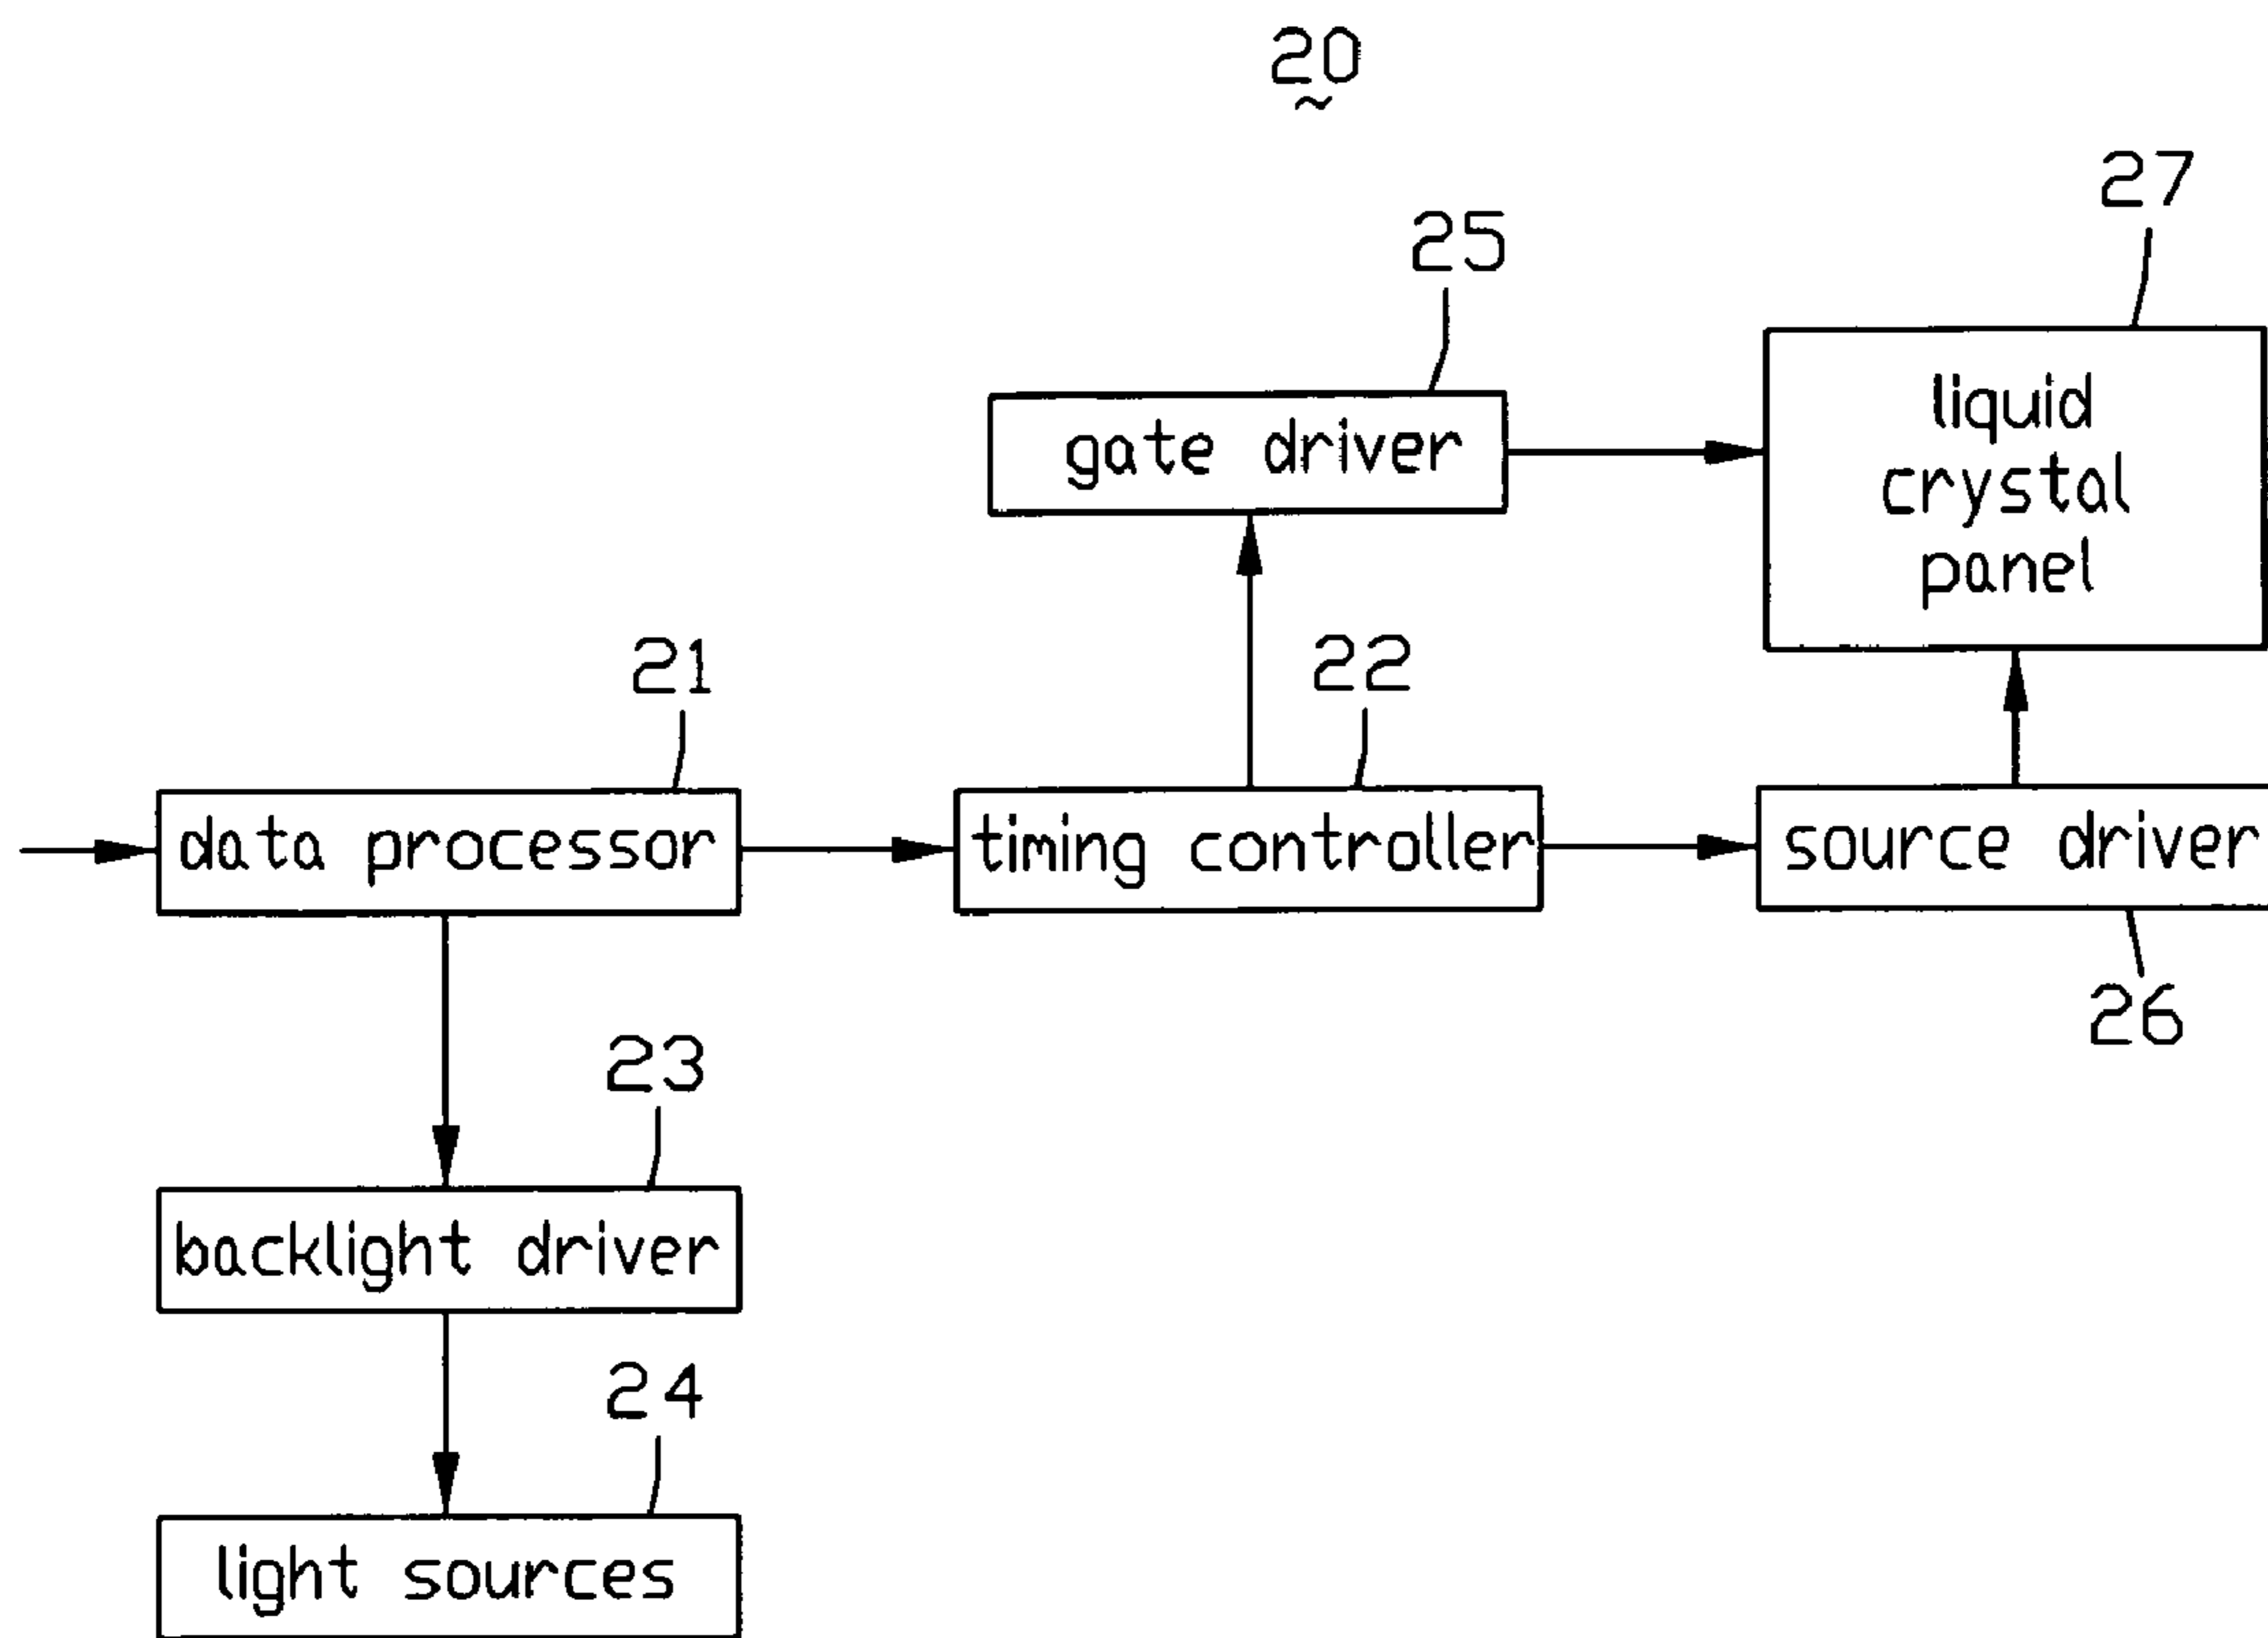 20
27
25
liquid
crystal
panel
gate driver
21
22
data processor
timing controller
source driver
26
23
backlight driver
24
light sources